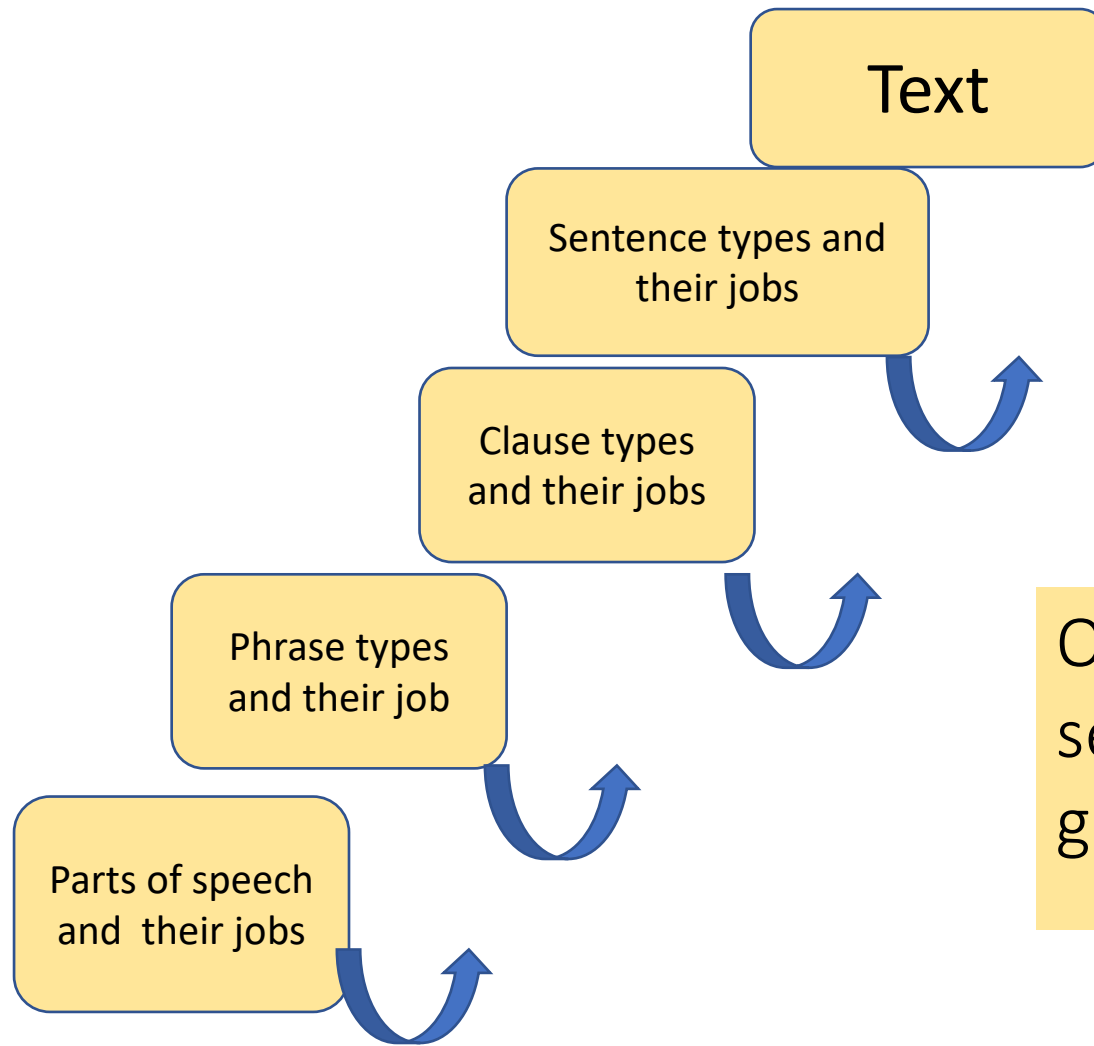 Text
Sentence types and
their jobs
Clause types
and their jobs
Phrase types
and their job
Parts of speech
and  their jobs